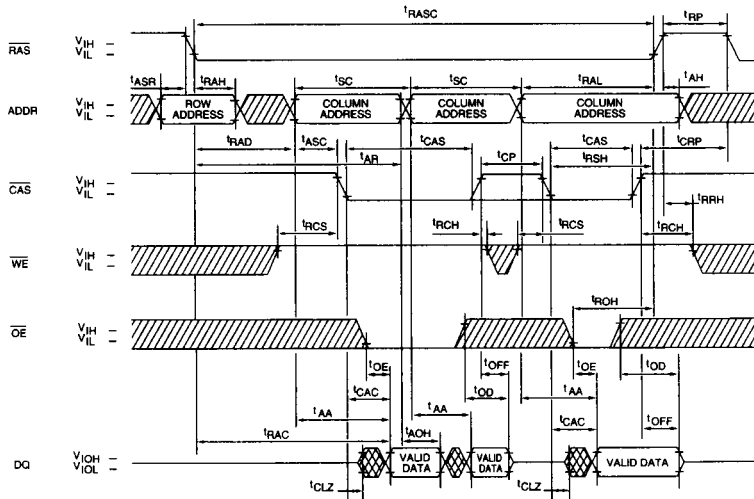 tRASC tRP
RAS VIH VIL
tASR tRAH tSC tSC tRAL tAH
ADDR VIH VIL ROW ADDRESS COLUMN ADDRESS COLUMN ADDRESS COLUMN ADDRESS
tRAD tASC tCAS tCAS tCRP
tAR tCP tRSH
CAS VIH VIL
tRRH
tRCS tRCH tRCS tRCH
WE VIH VIL
tROH
OE VIH VIL
tOE tOFF tOE tOD
tCAC tOD
tAA tAA tAA
tCAC
tRAC tAOH tOFF
DQ VIOH VIOL VALID DATA VALID DATA VALID DATA
tCLZ tCLZ